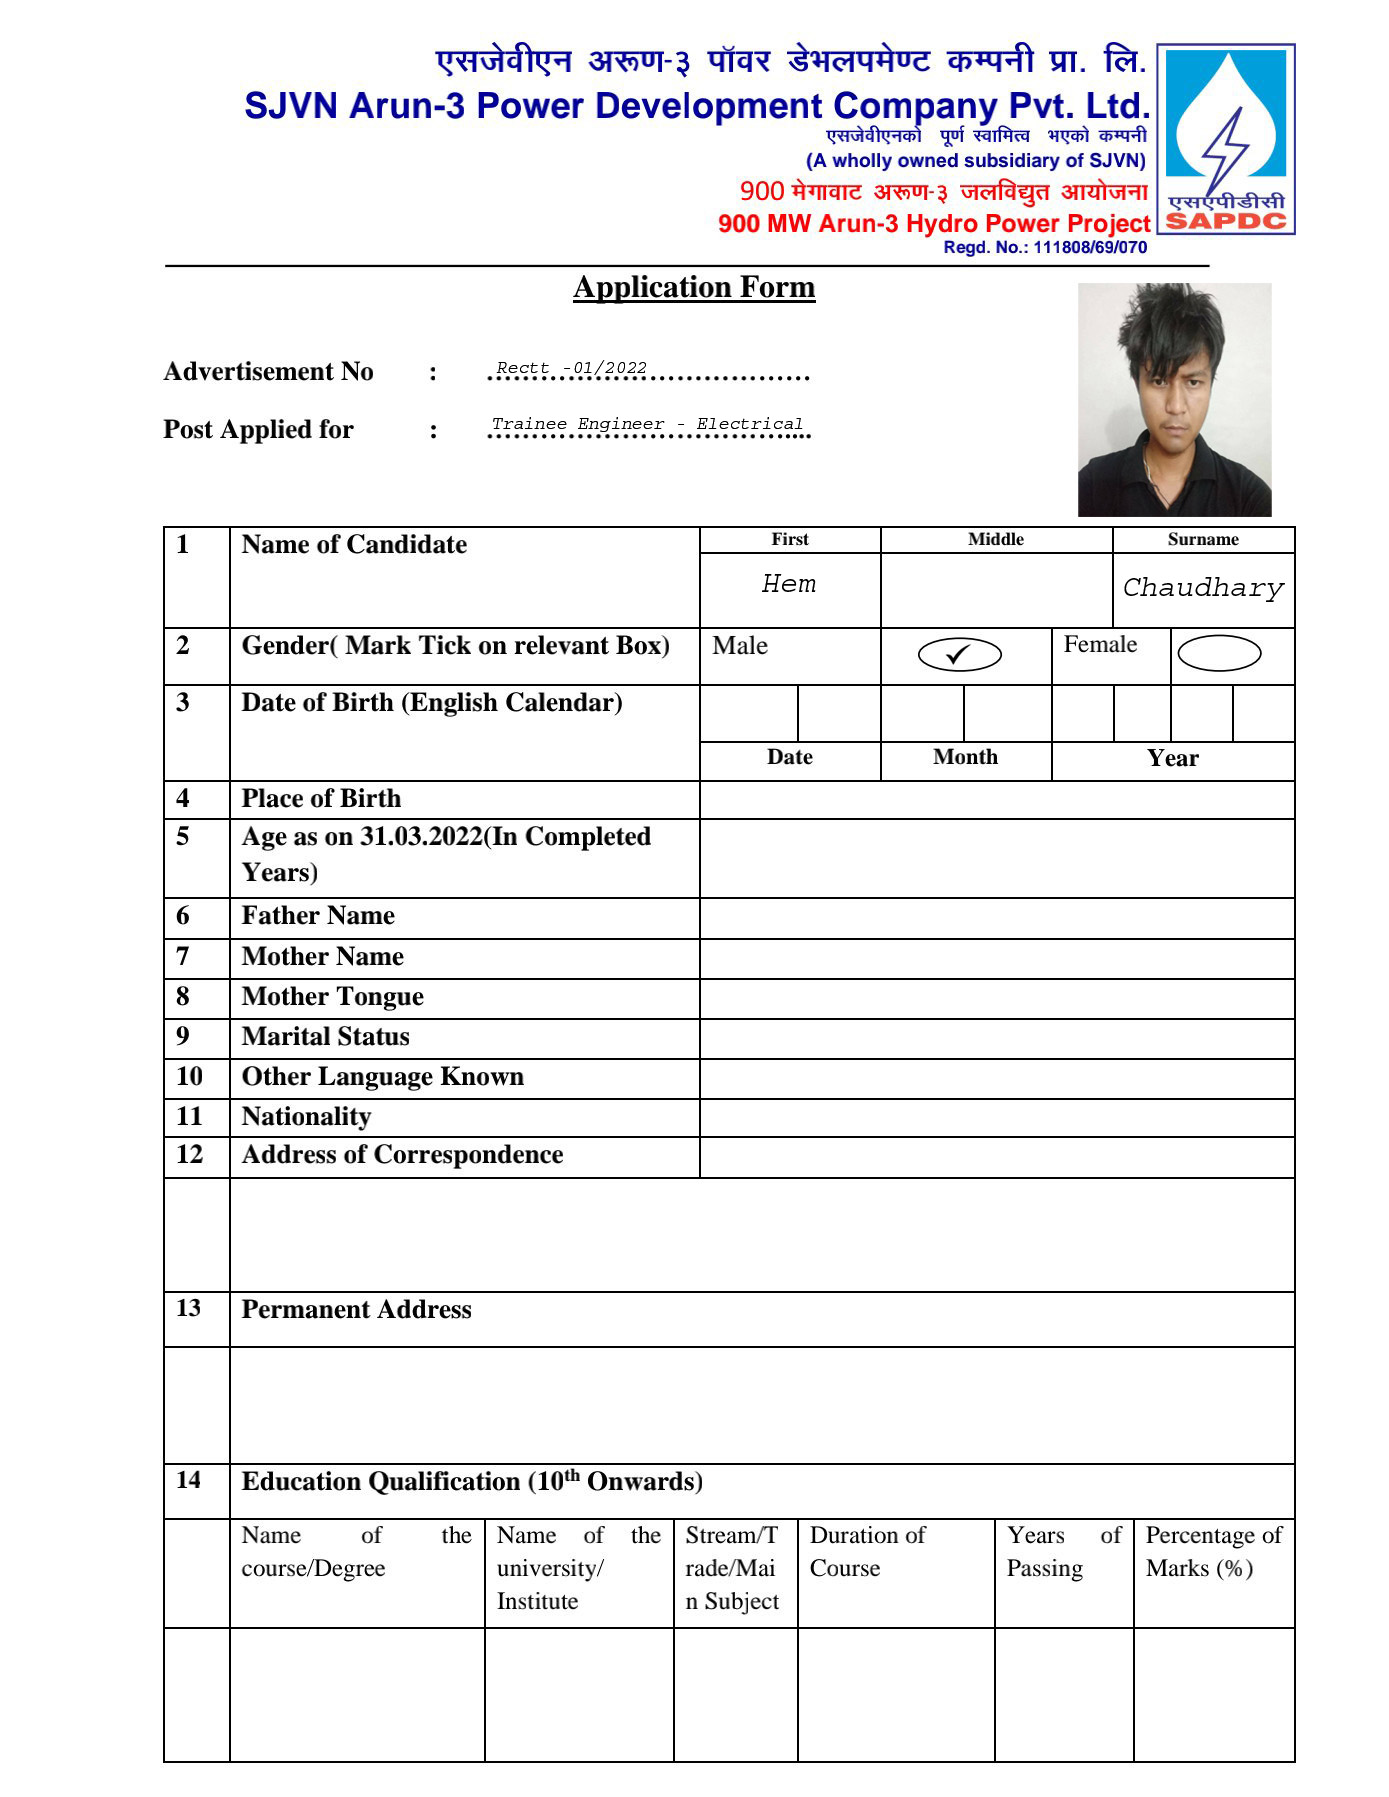 एसजेवीएन अरूण-३ पॉवर डेभलपमेण्ट कम्पनी प्रा. लि.
SJVN Arun-3 Power Development Company Pvt. Ltd.
एसजेवीएनको पूर्ण स्वामित्व भएको कम्पनी
(A wholly owned subsidiary of SJVN)
900 मेगावाट अरूण-३ जलविद्युत आयोजना
900 MW Arun-3 Hydro Power Project
Regd. No.: 111808/69/070
एसएपीडीसी
SAPDC
Application Form
Advertisement No : Rectt -01/2022
Post Applied for : Trainee Engineer - Electrical
1 Name of Candidate First Middle Surname
Hem Chaudhary
2 Gender( Mark Tick on relevant Box) Male ✓ Female
3 Date of Birth (English Calendar)
Date Month Year
4 Place of Birth
5 Age as on 31.03.2022(In Completed
Years)
6 Father Name
7 Mother Name
8 Mother Tongue
9 Marital Status
10 Other Language Known
11 Nationality
12 Address of Correspondence
13 Permanent Address
14 Education Qualification (10th Onwards)
Name of the course/Degree
Name of the university/ Institute
Stream/T rade/Mai n Subject
Duration of Course
Years of Passing
Percentage of Marks (%)